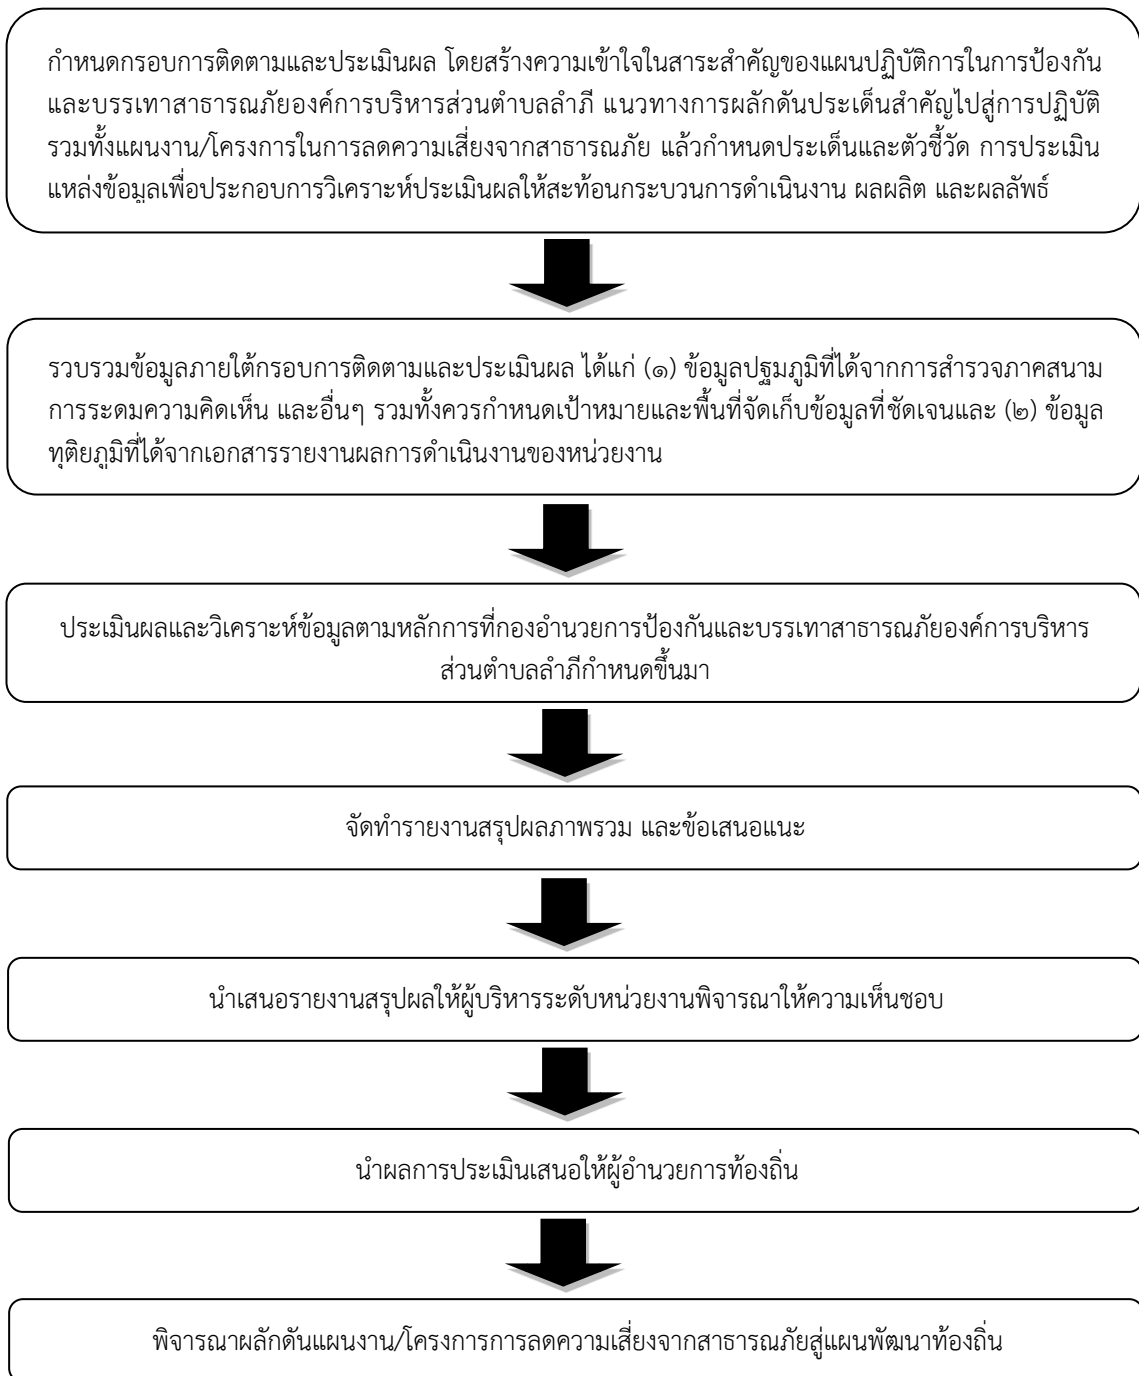 กำหนดกรอบการติดตามและประเมินผล โดยสร้างความเข้าใจในสาระสำคัญของแผนปฏิบัติการในการป้องกัน
และบรรเทาสาธารณภัยองค์การบริหารส่วนตำบลลำภี แนวทางการผลักดันประเด็นสำคัญไปสู่การปฏิบัติ
รวมทั้งแผนงาน/โครงการในการลดความเสี่ยงจากสาธารณภัย แล้วกำหนดประเด็นและตัวชี้วัด การประเมิน
แหล่งข้อมูลเพื่อประกอบการวิเคราะห์ประเมินผลให้สะท้อนกระบวนการดำเนินงาน ผลผลิต และผลลัพธ์
รวบรวมข้อมูลภายใต้กรอบการติดตามและประเมินผล ได้แก่ (๑) ข้อมูลปฐมภูมิที่ได้จากการสำรวจภาคสนาม
การระดมความคิดเห็น และอื่นๆ รวมทั้งควรกำหนดเป้าหมายและพื้นที่จัดเก็บข้อมูลที่ชัดเจนและ (๒) ข้อมูล
ทุติยภูมิที่ได้จากเอกสารรายงานผลการดำเนินงานของหน่วยงาน
ประเมินผลและวิเคราะห์ข้อมูลตามหลักการที่กองอำนวยการป้องกันและบรรเทาสาธารณภัยองค์การบริหาร
ส่วนตำบลลำภีกำหนดขึ้นมา
จัดทำรายงานสรุปผลภาพรวม และข้อเสนอแนะ
นำเสนอรายงานสรุปผลให้ผู้บริหารระดับหน่วยงานพิจารณาให้ความเห็นชอบ
นำผลการประเมินเสนอให้ผู้อำนวยการท้องถิ่น
พิจารณาผลักดันแผนงาน/โครงการการลดความเสี่ยงจากสาธารณภัยสู่แผนพัฒนาท้องถิ่น